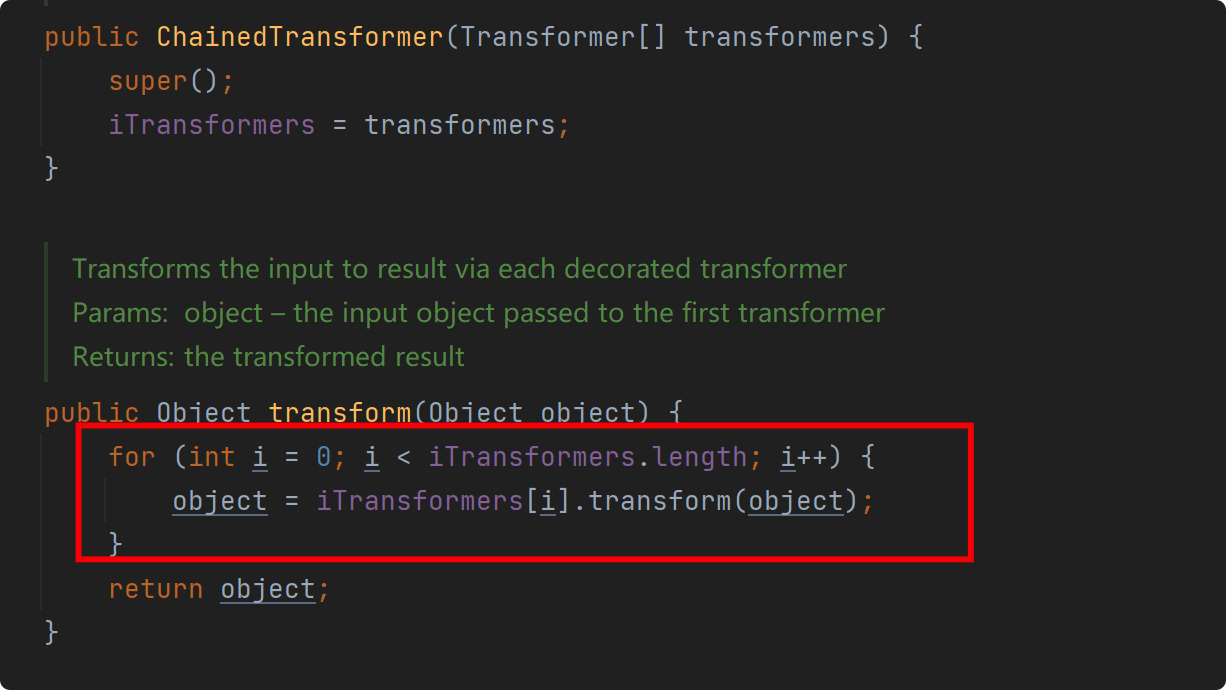 public ChainedTransformer(Transformer[] transformers) {
super();
iTransformers = transformers;
}
Transforms the input to result via each decorated transformer
Params: object – the input object passed to the first transformer
Returns: the transformed result
public Object transform(Object object) {
for (int i = 0; i < iTransformers.length; i++) {
object = iTransformers[i].transform(object);
}
return object;
}